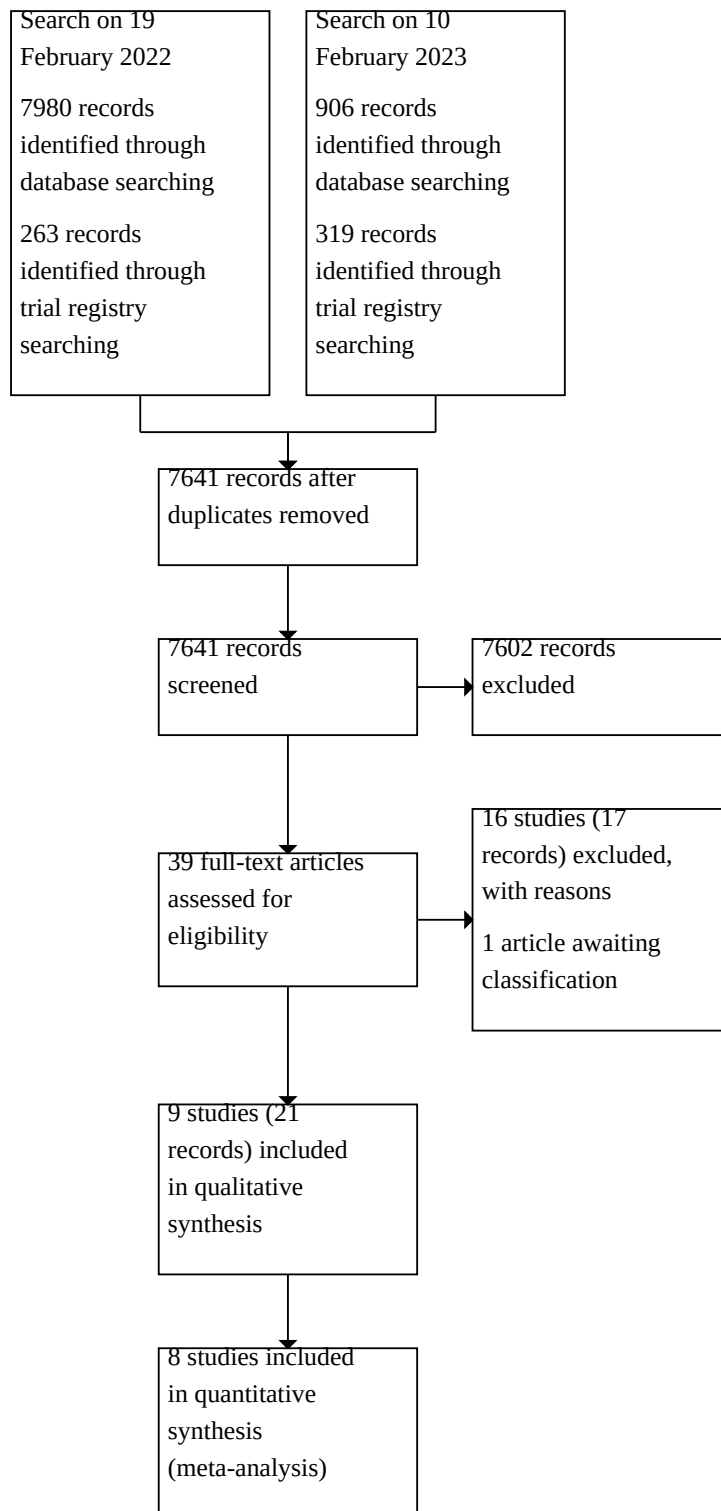 Search on 19
February 2022
7980 records
identified through
database searching
263 records
identified through
trial registry
searching
Search on 10
February 2023
906 records
identified through
database searching
319 records
identified through
trial registry
searching
7641 records after
duplicates removed
7641 records
screened
7602 records
excluded
39 full-text articles
assessed for
eligibility
16 studies (17
records) excluded,
with reasons
1 article awaiting
classification
9 studies (21
records) included
in qualitative
synthesis
8 studies included
in quantitative
synthesis
(meta-analysis)